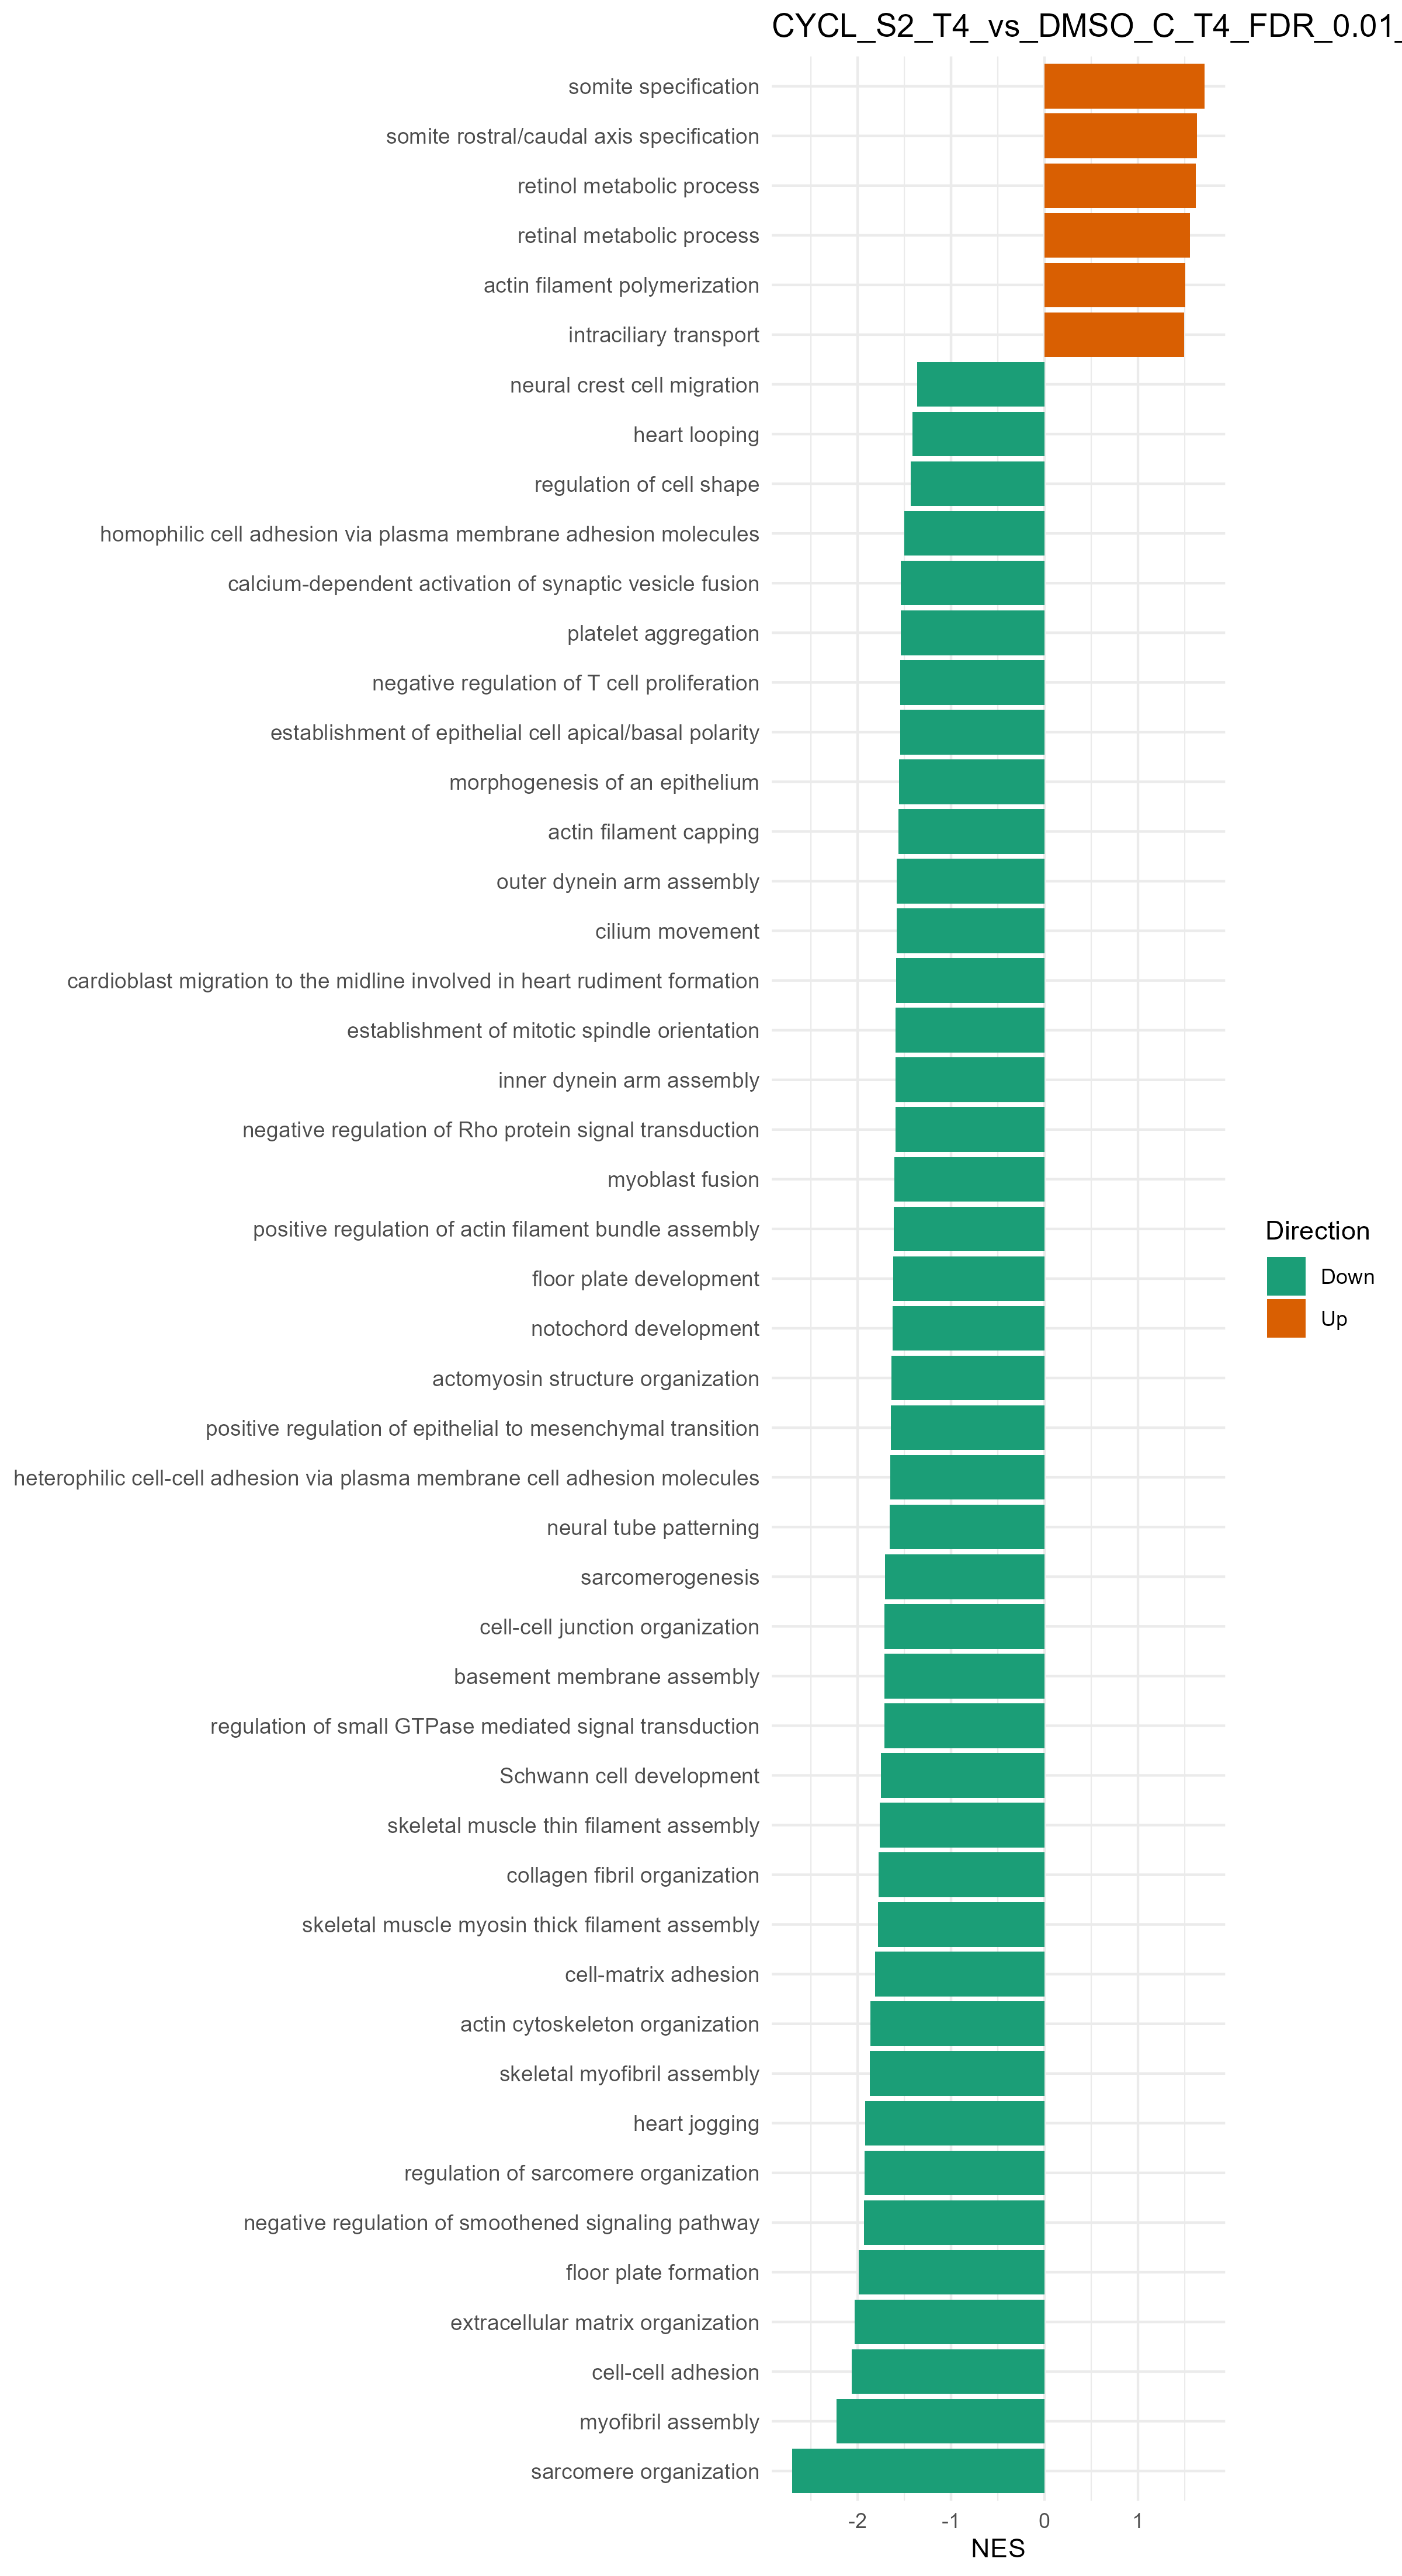 CYCL_S2_T4_vs_DMSO_C_T4_FDR_0.01_
somite specification
somite rostral/caudal axis specification
retinol metabolic process
retinal metabolic process
actin filament polymerization
intraciliary transport
neural crest cell migration
heart looping
regulation of cell shape
homophilic cell adhesion via plasma membrane adhesion molecules
calcium-dependent activation of synaptic vesicle fusion
platelet aggregation
negative regulation of T cell proliferation
establishment of epithelial cell apical/basal polarity
morphogenesis of an epithelium
actin filament capping
outer dynein arm assembly
cilium movement
cardioblast migration to the midline involved in heart rudiment formation
establishment of mitotic spindle orientation
inner dynein arm assembly
negative regulation of Rho protein signal transduction
myoblast fusion
positive regulation of actin filament bundle assembly
floor plate development
notochord development
actomyosin structure organization
positive regulation of epithelial to mesenchymal transition
heterophilic cell-cell adhesion via plasma membrane cell adhesion molecules
neural tube patterning
sarcomerogenesis
cell-cell junction organization
basement membrane assembly
regulation of small GTPase mediated signal transduction
Schwann cell development
skeletal muscle thin filament assembly
collagen fibril organization
skeletal muscle myosin thick filament assembly
cell-matrix adhesion
actin cytoskeleton organization
skeletal myofibril assembly
heart jogging
regulation of sarcomere organization
negative regulation of smoothened signaling pathway
floor plate formation
extracellular matrix organization
cell-cell adhesion
myofibril assembly
sarcomere organization
-2 -1 0 1
NES
Direction
Down
Up